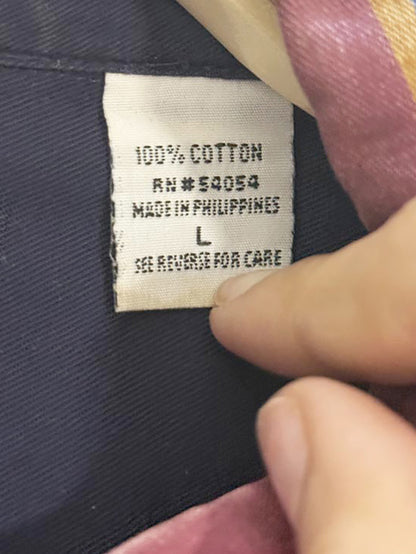 100% COTTON
RN#54054
MADE IN PHILIPPINES
L
SEE REVERSE FOR CARE